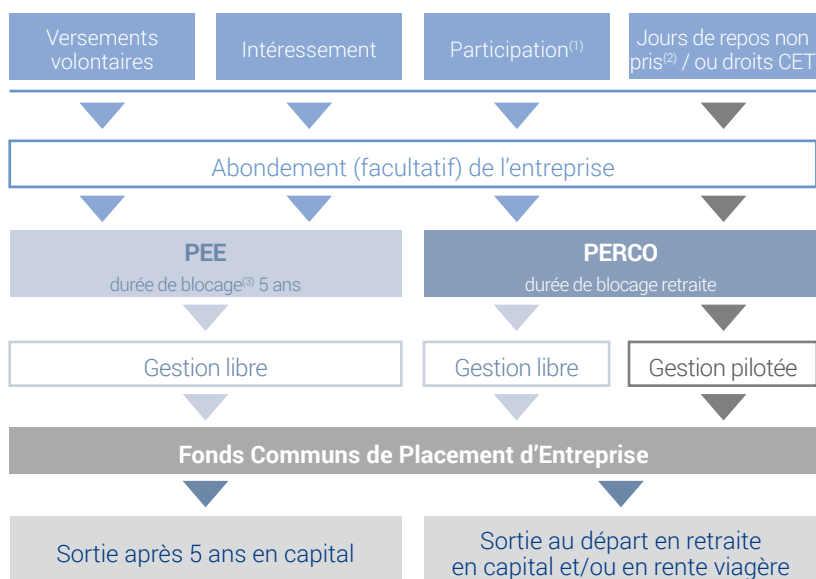 Versements
volontaires
Intéressement
Participation(1)
Jours de repos non
pris(2) / ou droits CET
Abondement (facultatif) de l'entreprise
PEE
durée de blocage(3) 5 ans
PERCO
durée de blocage retraite
Gestion libre
Gestion libre
Gestion pilotée
Fonds Communs de Placement d'Entreprise
Sortie après 5 ans en capital
Sortie au départ en retraite
en capital et/ou en rente viagère